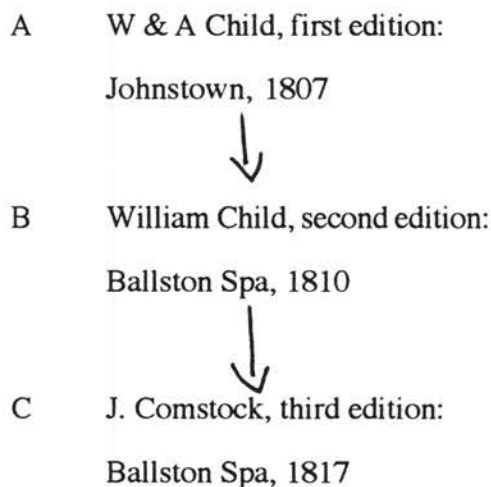 A W & A Child, first edition:
Johnstown, 1807
B William Child, second edition:
Ballston Spa, 1810
C J. Comstock, third edition:
Ballston Spa, 1817